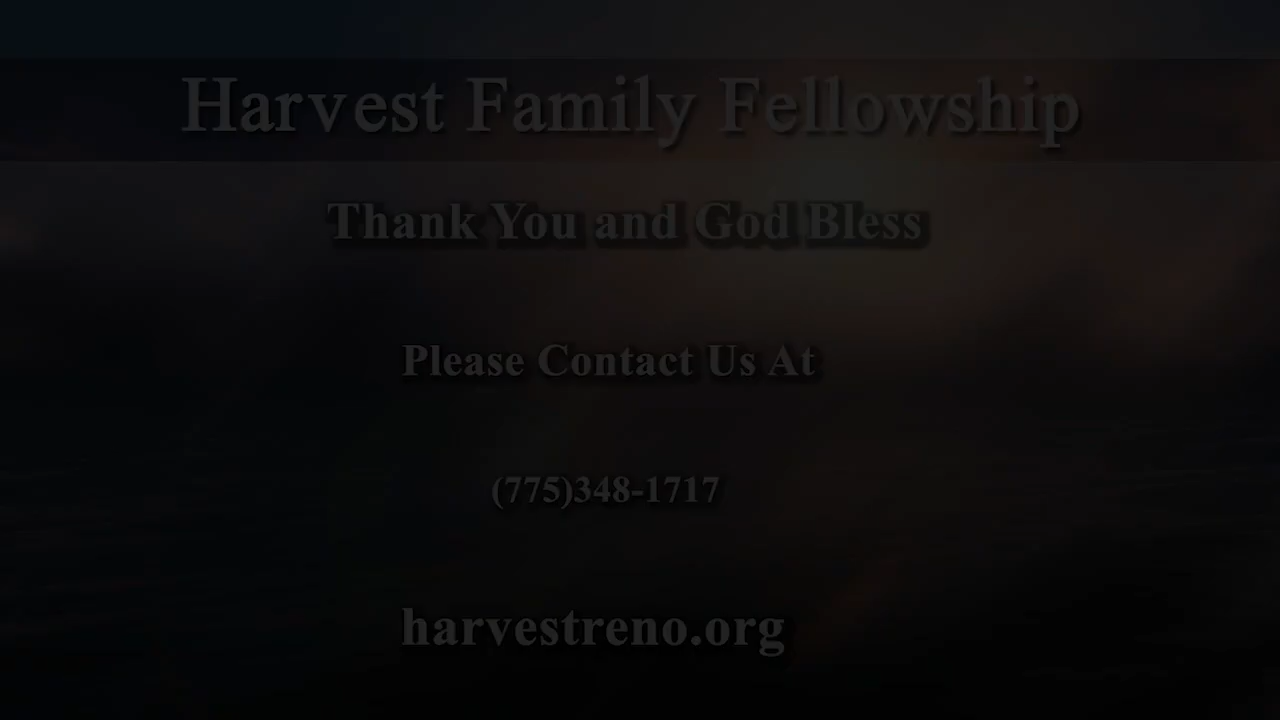 Harvest Family Fellowship
Thank You and God Bless
Please Contact Us At
(775)348-1717
harvestreno.org